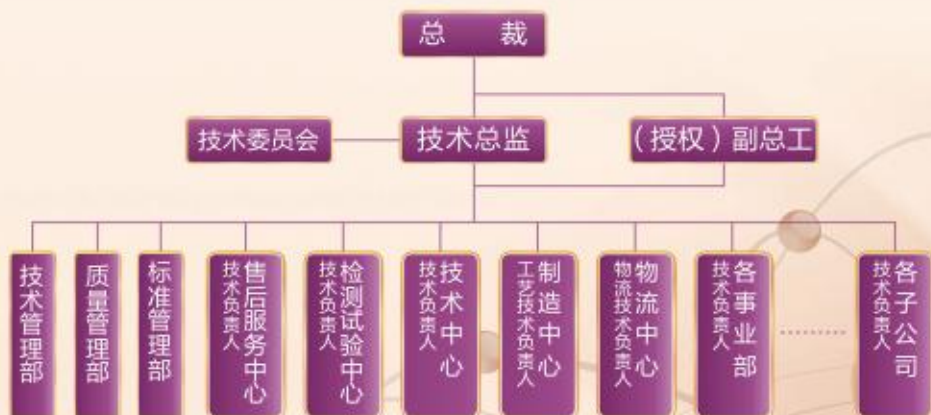 总 裁
技术委员会
技术总监
（授权）副总工
技术管理部
质量管理部
标准管理部
售后服务中心
技术负责人
检测试验中心
技术负责人
技术中心
技术负责人
制造中心
工艺技术负责人
物流中心
物流技术负责人
各事业部
技术负责人
各子公司
技术负责人